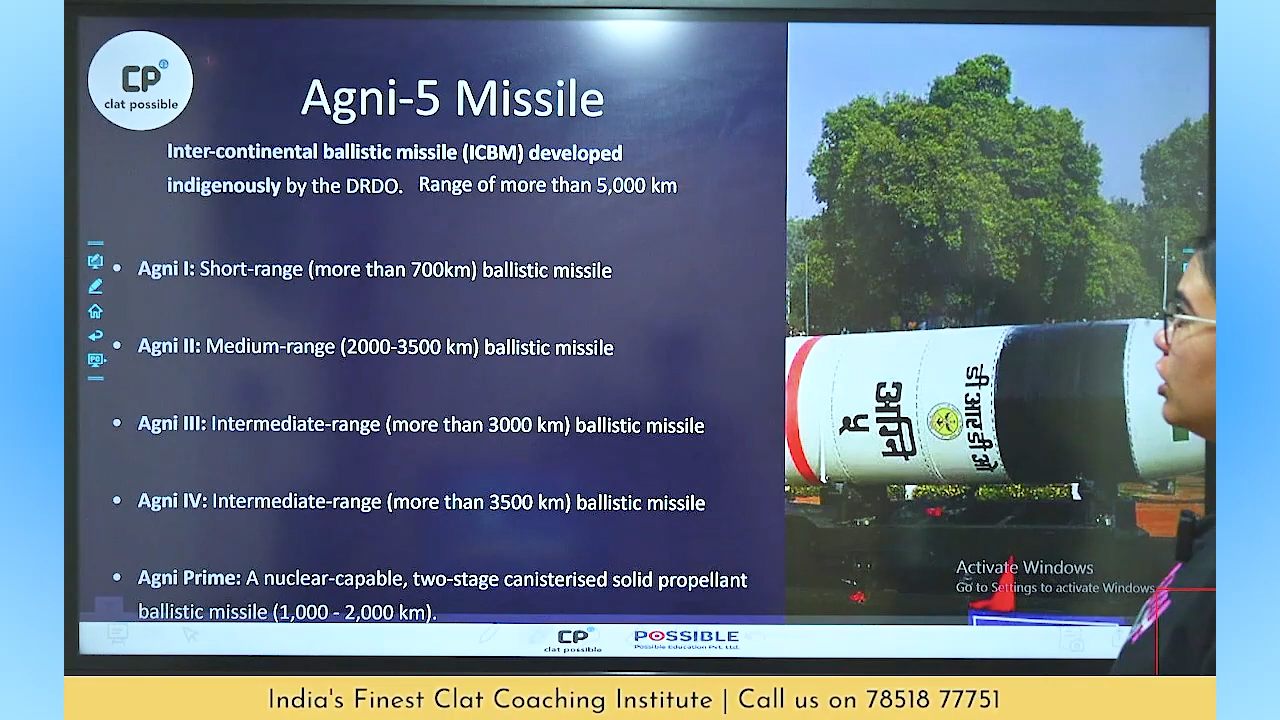 CP
clat possible
Agni-5 Missile
Inter-continental ballistic missile (ICBM) developed
indigenously by the DRDO. Range of more than 5,000 km
• Agni I: Short-range (more than 700km) ballistic missile
• Agni II: Medium-range (2000-3500 km) ballistic missile
• Agni III: Intermediate-range (more than 3000 km) ballistic missile
• Agni IV: Intermediate-range (more than 3500 km) ballistic missile
• Agni Prime: A nuclear-capable, two-stage canisterised solid propellant
ballistic missile (1,000 - 2,000 km).
अग्नि
५
डी आर डी ओ
Activate Windows
Go to Settings to activate Windows
CP
clat possible
POSSIBLE
Possible Education Pvt. Ltd.
India's Finest Clat Coaching Institute | Call us on 78518 77751